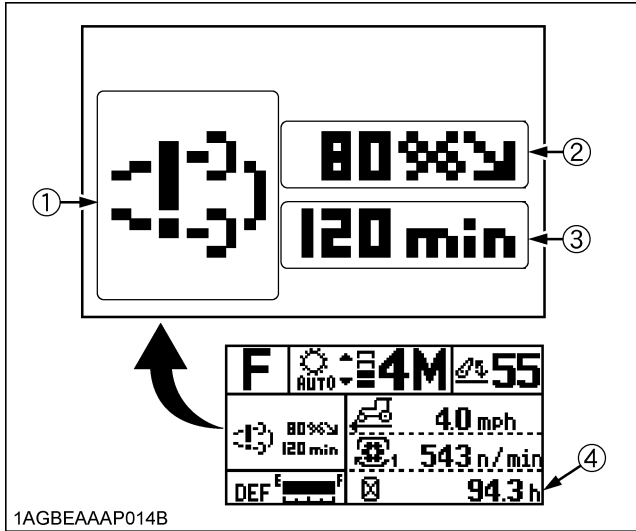 80%
②
①
120 min
③
F
AUTO
4M
55
80%
120 min
4.0 mph
1
543 n/min
④
DEF
E
F
94.3 h
1AGBEAAAP014B